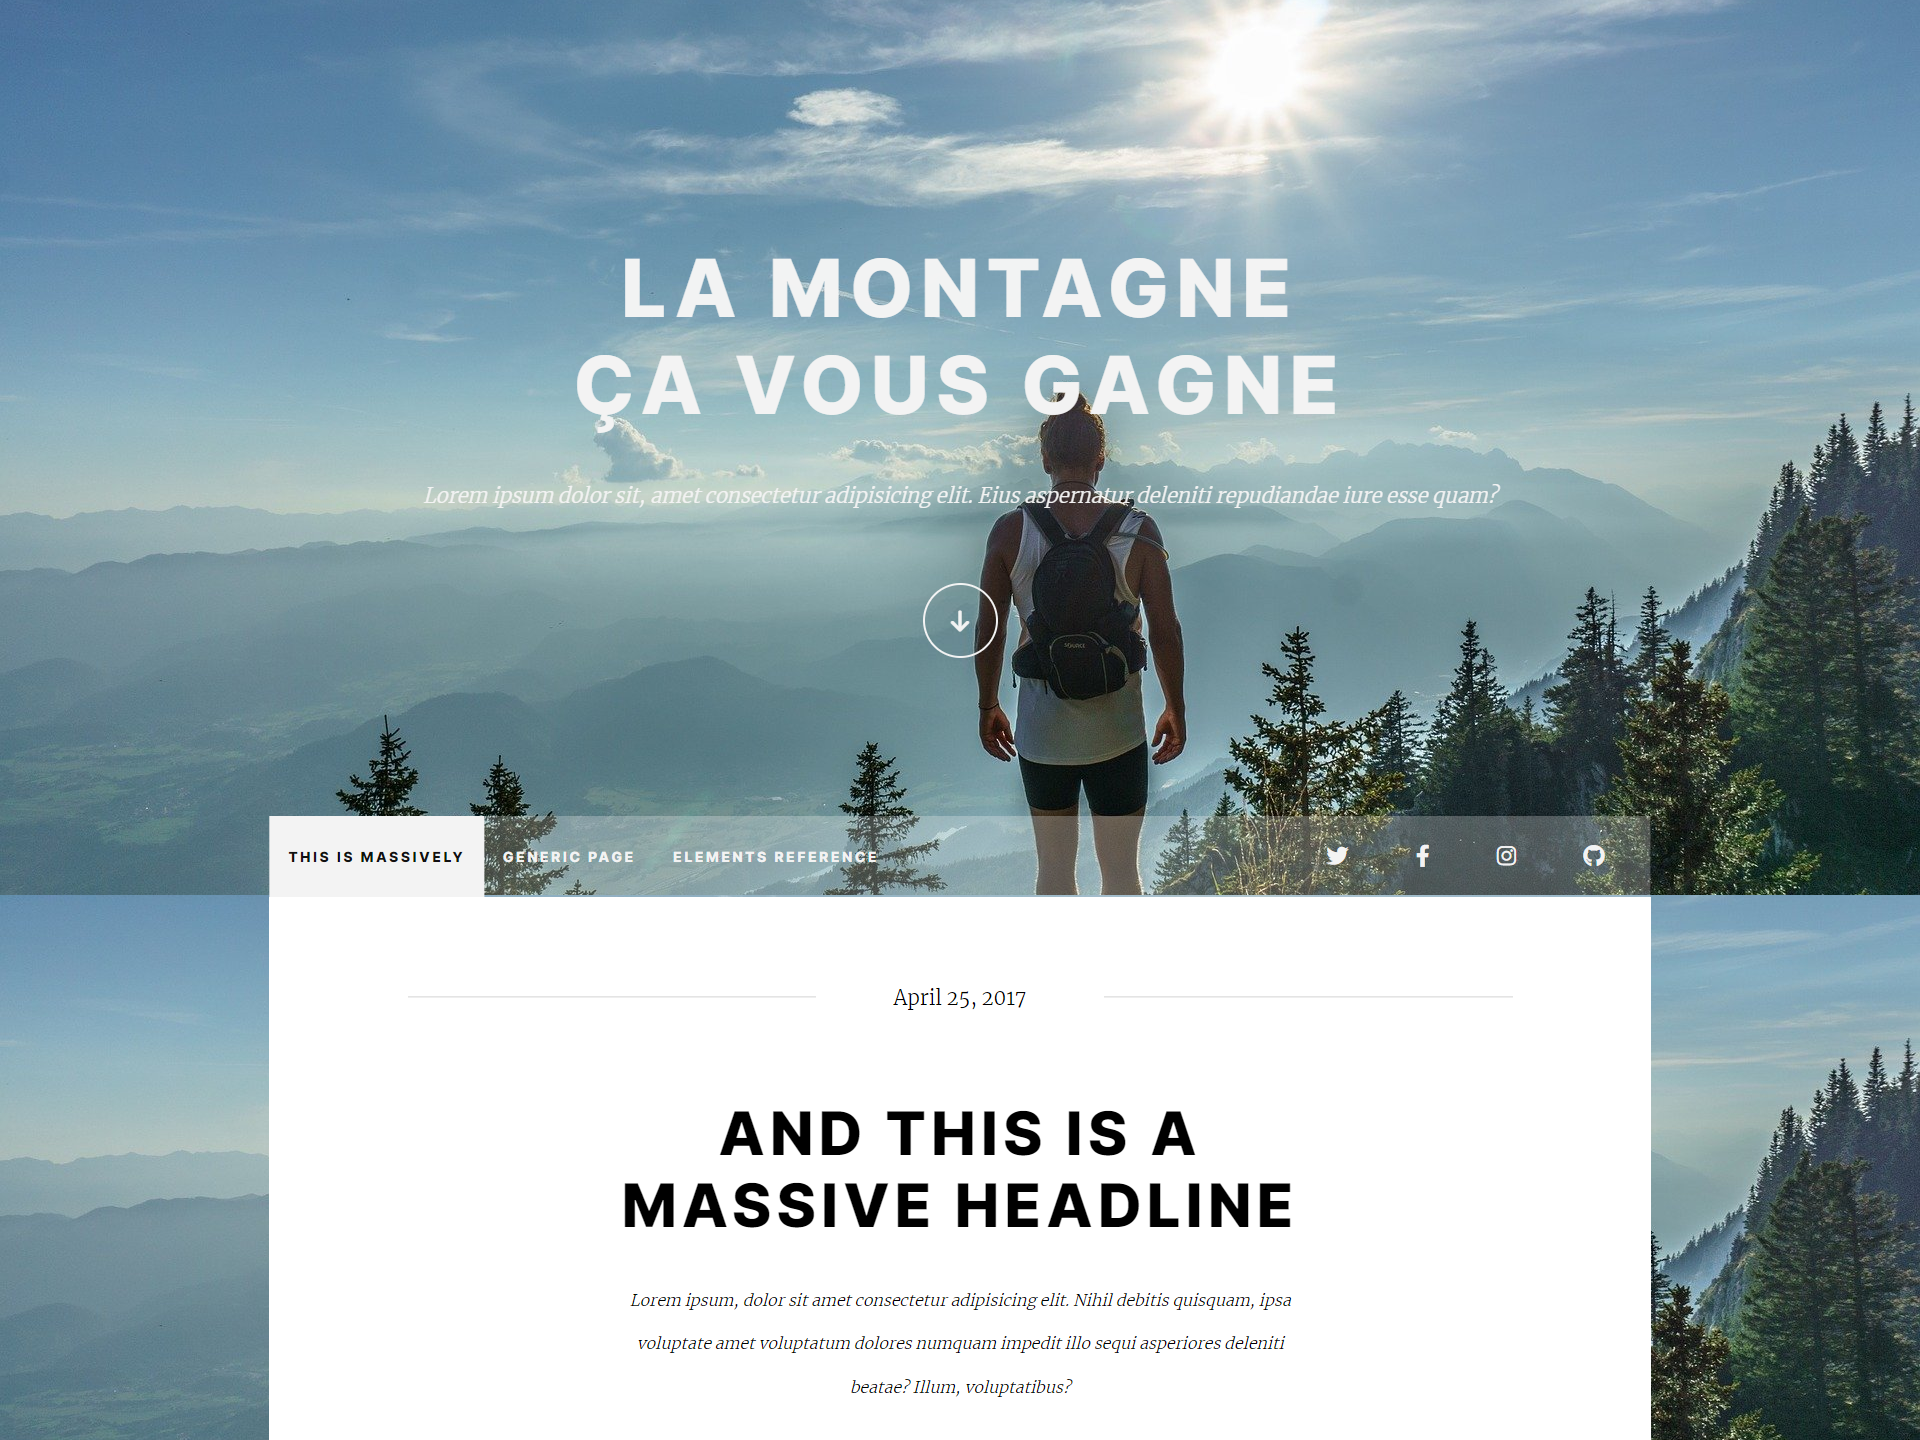 LA MONTAGNE
ÇA VOUS GAGNE
Lorem ipsum dolor sit, amet consectetur adipisicing elit. Eius aspernatur deleniti repudiandae iure esse quam?
SOURCE
THIS IS MASSIVELY
GENERIC PAGE
ELEMENTS REFERENCE
April 25, 2017
AND THIS IS A
MASSIVE HEADLINE
Lorem ipsum, dolor sit amet consectetur adipisicing elit. Nihil debitis quisquam, ipsa
voluptate amet voluptatum dolores numquam impedit illo sequi asperiores deleniti
beatae? Illum, voluptatibus?